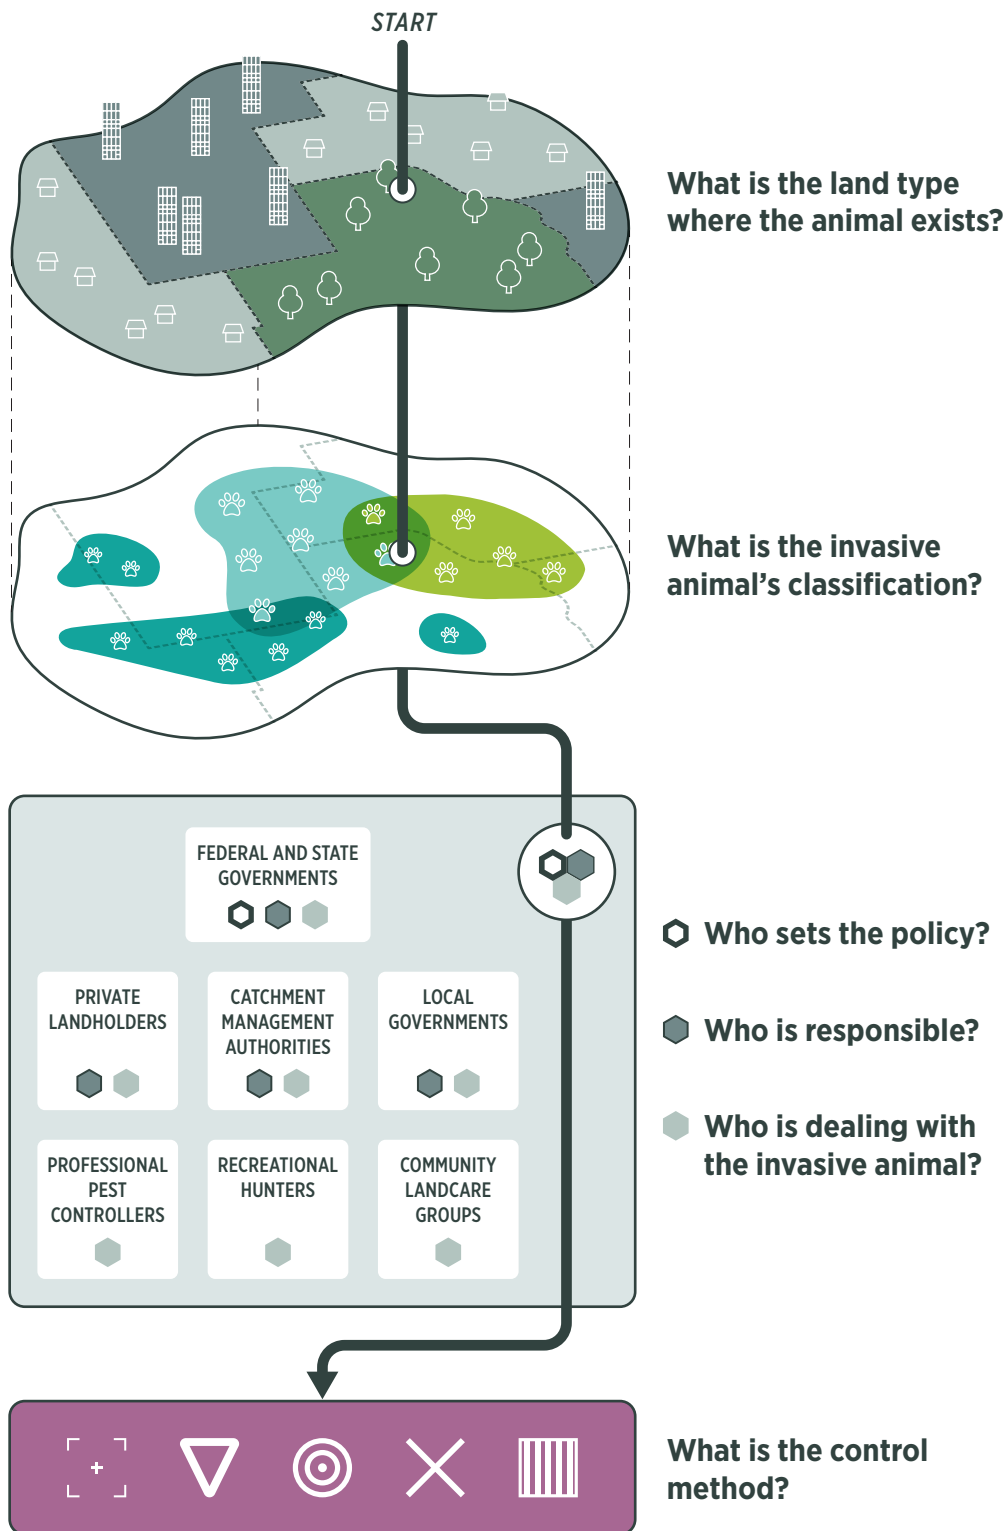 START
What is the land type
where the animal exists?
What is the invasive
animal’s classification?
FEDERAL AND STATE
GOVERNMENTS
PRIVATE
LANDHOLDERS
CATCHMENT
MANAGEMENT
AUTHORITIES
LOCAL
GOVERNMENTS
PROFESSIONAL
PEST
CONTROLLERS
RECREATIONAL
HUNTERS
COMMUNITY
LANDCARE
GROUPS
Who sets the policy?
Who is responsible?
Who is dealing with
the invasive animal?
What is the control
method?